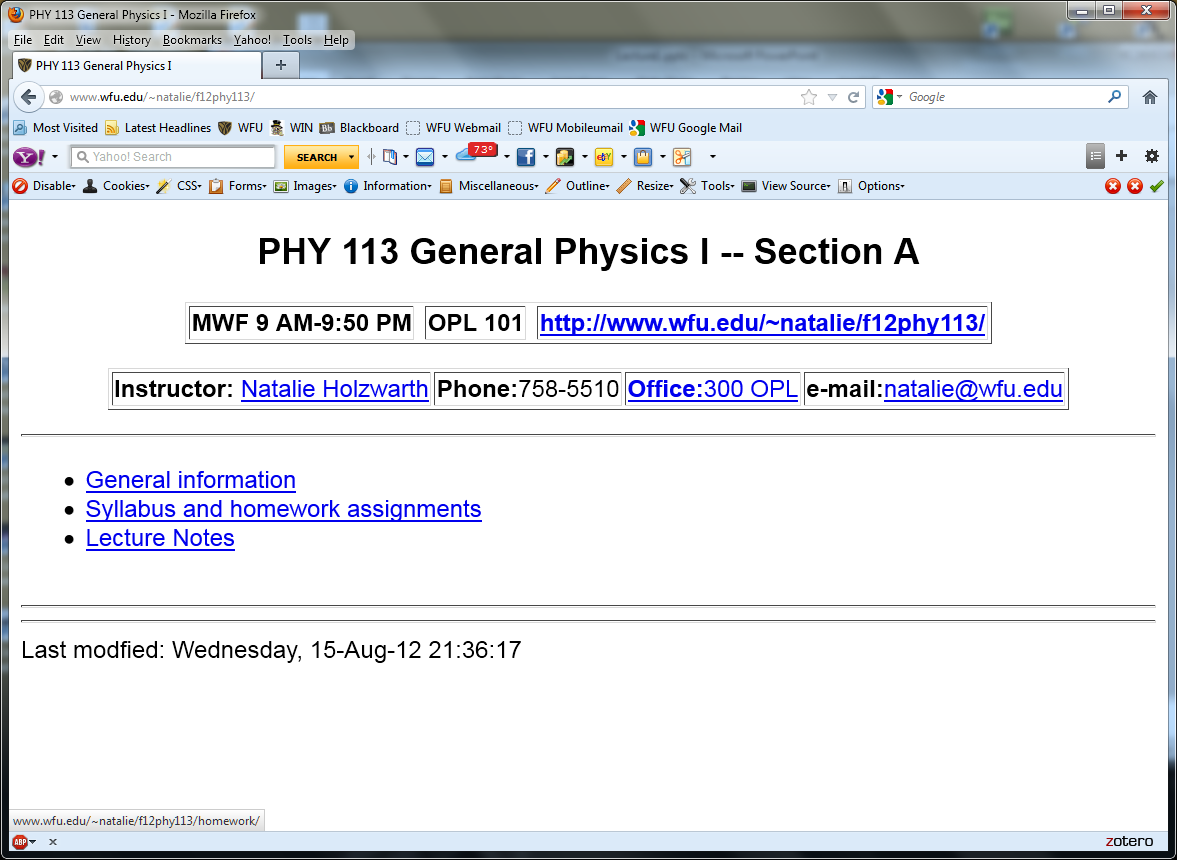 PHY 113 General Physics I - Mozilla Firefox
File Edit View History Bookmarks Yahoo! Tools Help
PHY 113 General Physics I
www.wfu.edu/~natalie/f12phy113/ Google
Most Visited Latest Headlines WFU WIN Bb Blackboard WFU Webmail WFU Mobileumail WFU Google Mail
Y! Yahoo! Search SEARCH 73° f eBY
Disable CookieS CSS Forms Images Information Miscellaneous Outline Resize Tools View Source Options
PHY 113 General Physics I -- Section A
MWF 9 AM-9:50 PM OPL 101 http://www.wfu.edu/~natalie/f12phy113/
Instructor: Natalie Holzwarth Phone:758-5510 Office:300 OPL e-mail:natalie@wfu.edu
General information
Syllabus and homework assignments
Lecture Notes
Last modfied: Wednesday, 15-Aug-12 21:36:17
www.wfu.edu/~natalie/f12phy113/homework/
ABP zotero